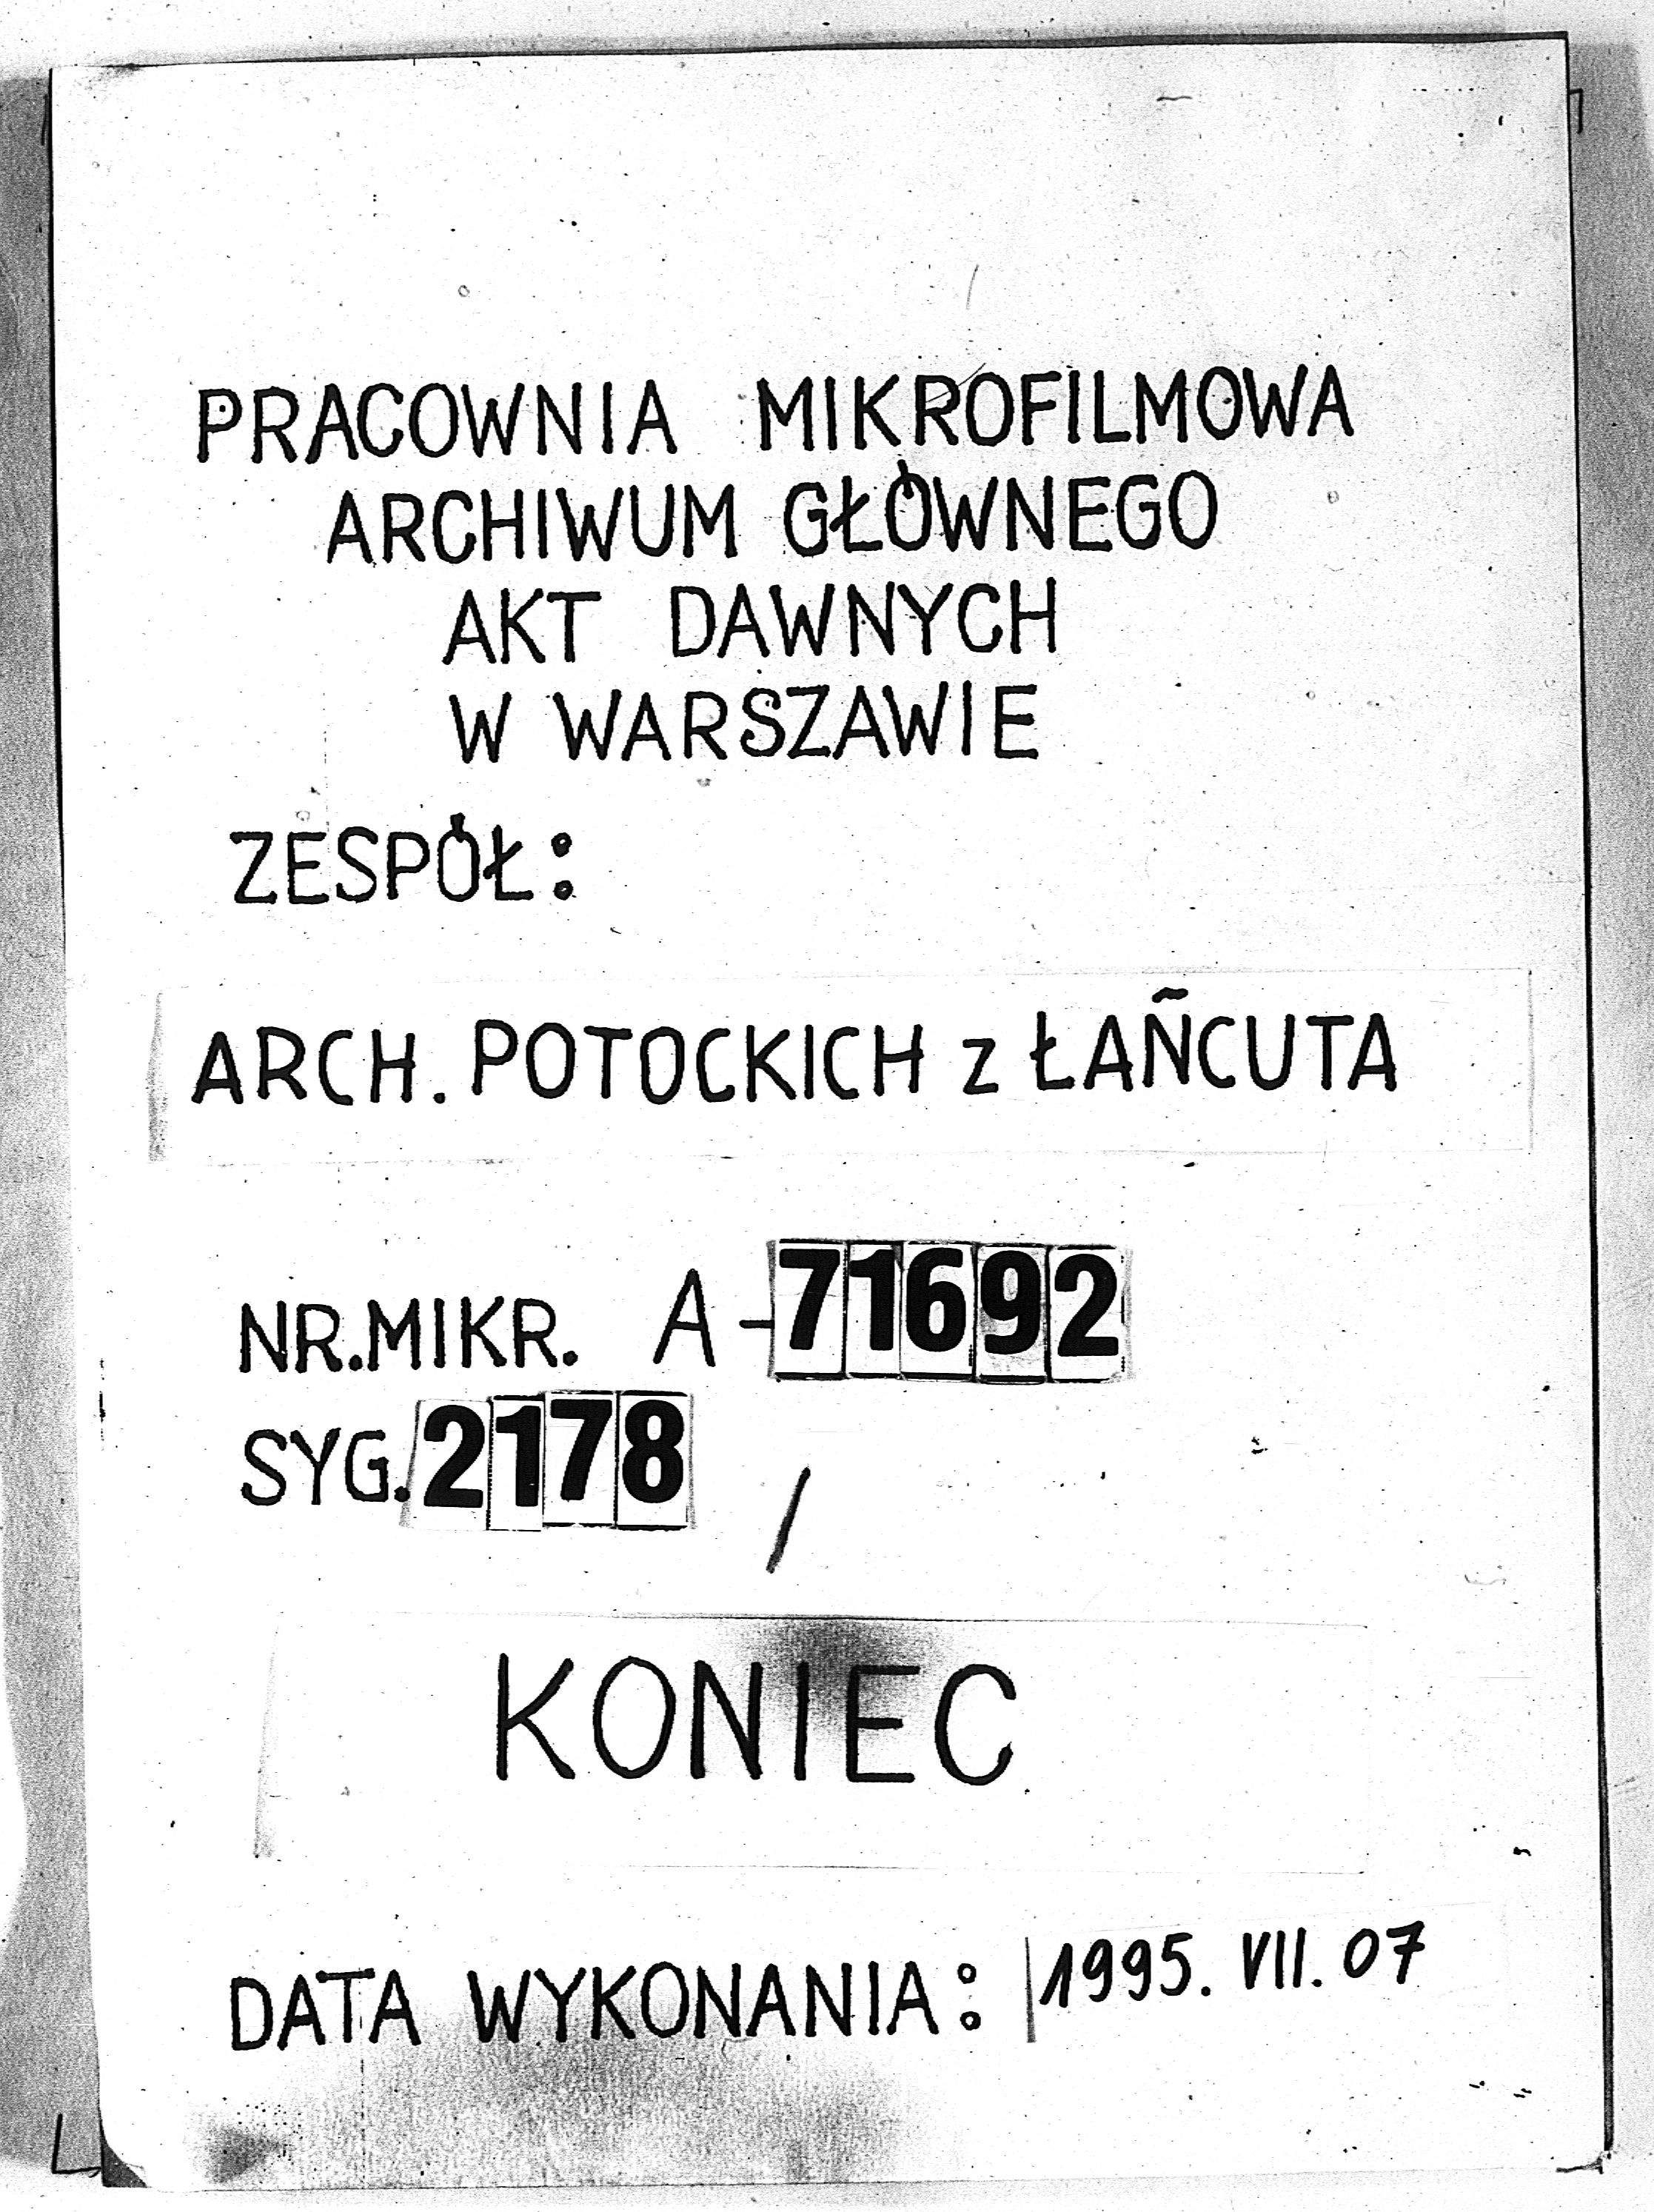 PRACOWNIA MIKROFILMOWA
ARCHIWUM GŁÓWNEGO
AKT DAWNYCH
W WARSZAWIE
ZESPÓŁ:
ARCH. POTOCKICH z ŁAÑCUTA
NR.MIKR. A-71692
SYG. 2178 /
KONIEC
DATA WYKONANIA: 1995. VII. 07